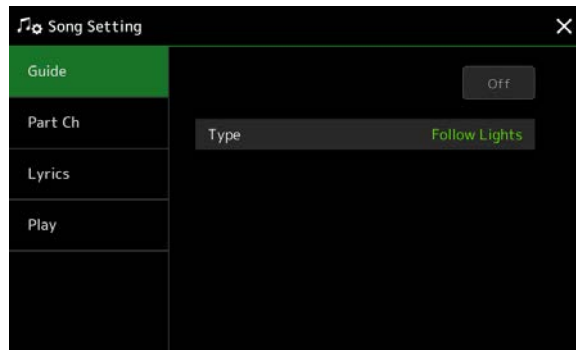 Song Setting
Guide
Off
Part Ch
Type Follow Lights
Lyrics
Play